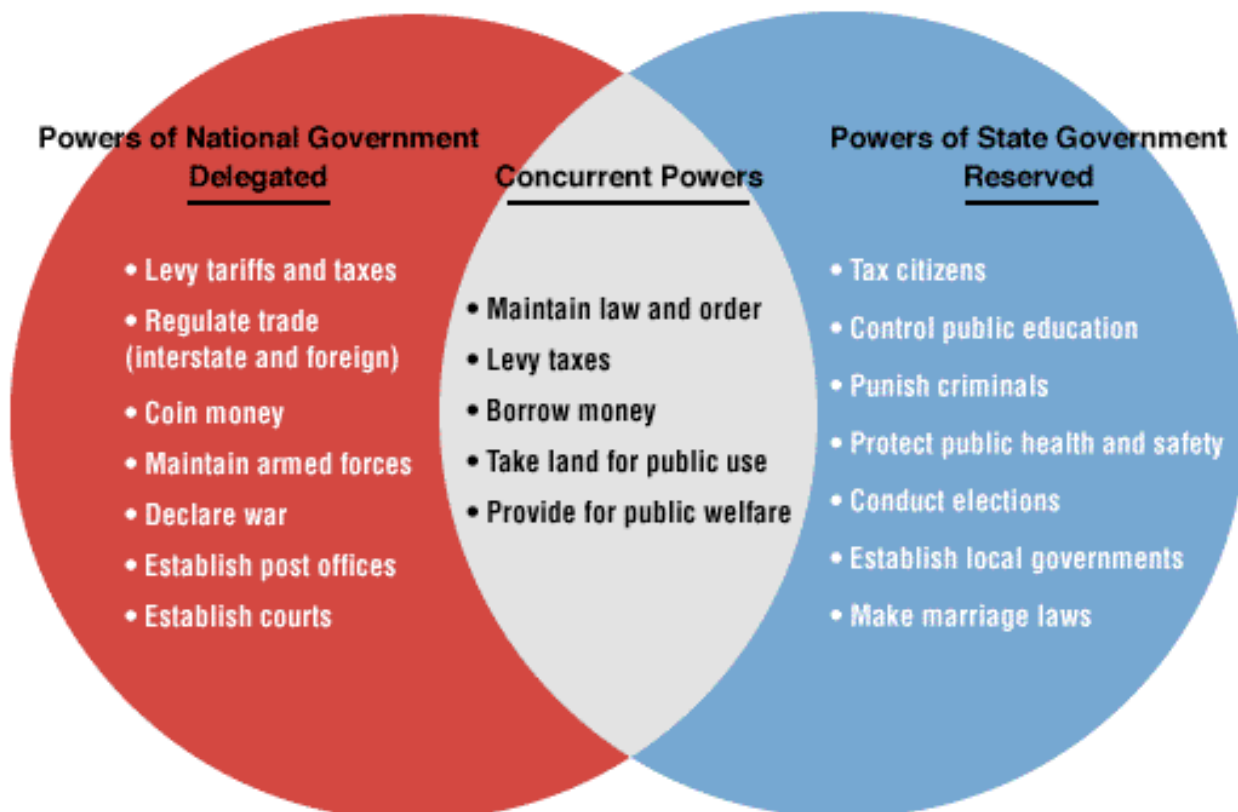 Powers of National Government
Delegated
• Levy tariffs and taxes
• Regulate trade
(interstate and foreign)
• Coin money
• Maintain armed forces
• Declare war
• Establish post offices
• Establish courts
Concurrent Powers
• Maintain law and order
• Levy taxes
• Borrow money
• Take land for public use
• Provide for public welfare
Powers of State Government
Reserved
• Tax citizens
• Control public education
• Punish criminals
• Protect public health and safety
• Conduct elections
• Establish local governments
• Make marriage laws